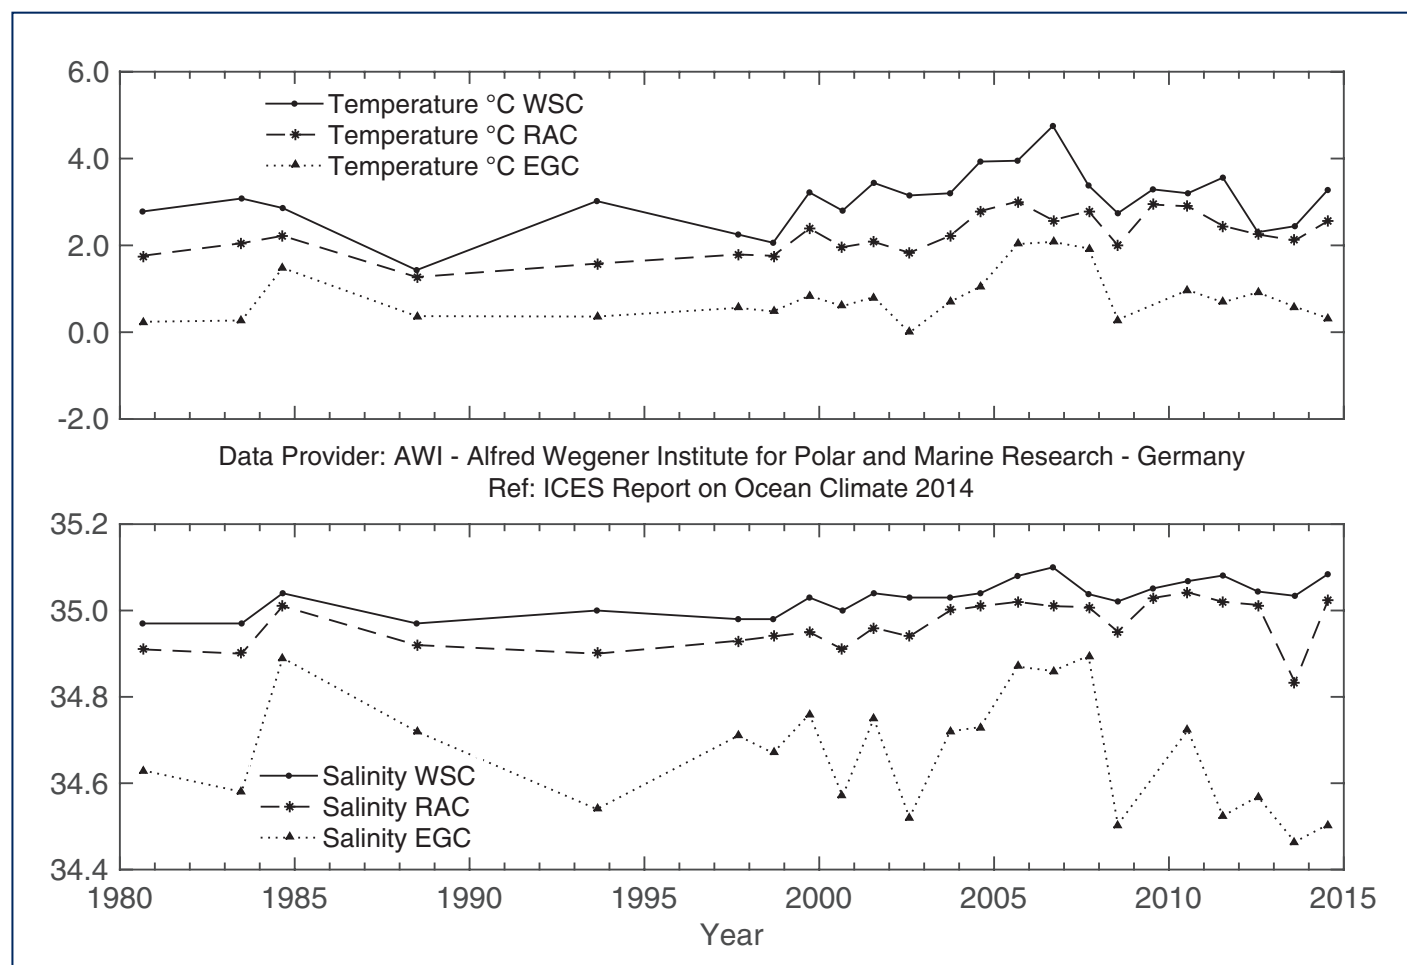 6.0
4.0
2.0
0.0
-2.0
Temperature °C WSC
Temperature °C RAC
Temperature °C EGC
Data Provider: AWI - Alfred Wegener Institute for Polar and Marine Research - Germany
Ref: ICES Report on Ocean Climate 2014
35.2
35.0
34.8
34.6
34.4
Salinity WSC
Salinity RAC
Salinity EGC
1980 1985 1990 1995 2000 2005 2010 2015
Year